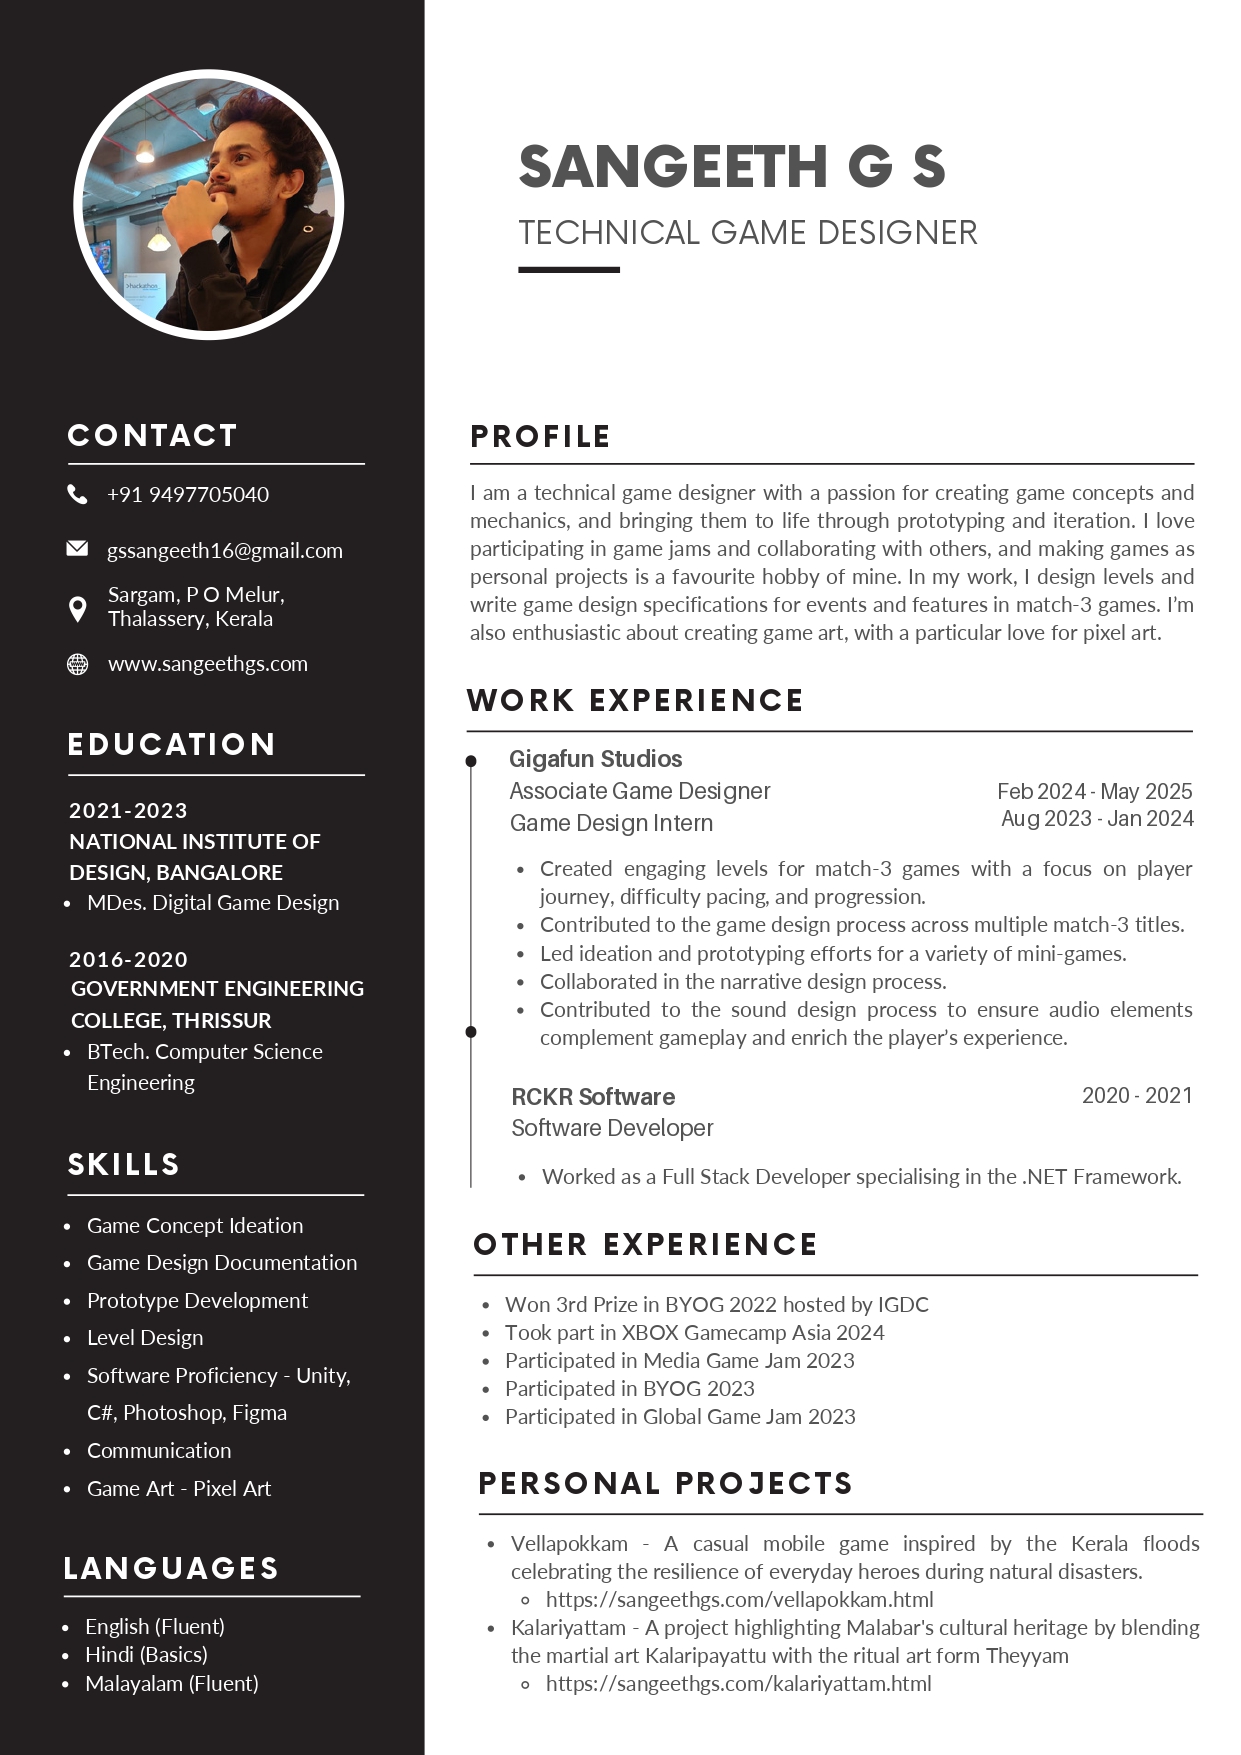 SANGEETH G S
TECHNICAL GAME DESIGNER
>hackathon
CONTACT
+91 9497705040
gssangeeth16@gmail.com
Sargam, P O Melur,
Thalassery, Kerala
www.sangeethgs.com
EDUCATION
2021-2023
NATIONAL INSTITUTE OF
DESIGN, BANGALORE
• MDes. Digital Game Design
2016-2020
GOVERNMENT ENGINEERING
COLLEGE, THRISSUR
• BTech. Computer Science
Engineering
SKILLS
• Game Concept Ideation
• Game Design Documentation
• Prototype Development
• Level Design
• Software Proficiency - Unity,
C#, Photoshop, Figma
• Communication
• Game Art - Pixel Art
LANGUAGES
• English (Fluent)
• Hindi (Basics)
• Malayalam (Fluent)
PROFILE
I am a technical game designer with a passion for creating game concepts and
mechanics, and bringing them to life through prototyping and iteration. I love
participating in game jams and collaborating with others, and making games as
personal projects is a favourite hobby of mine. In my work, I design levels and
write game design specifications for events and features in match-3 games. I’m
also enthusiastic about creating game art, with a particular love for pixel art.
WORK EXPERIENCE
Gigafun Studios
Associate Game Designer Feb 2024 - May 2025
Game Design Intern Aug 2023 - Jan 2024
• Created engaging levels for match-3 games with a focus on player
journey, difficulty pacing, and progression.
• Contributed to the game design process across multiple match-3 titles.
• Led ideation and prototyping efforts for a variety of mini-games.
• Collaborated in the narrative design process.
• Contributed to the sound design process to ensure audio elements
complement gameplay and enrich the player’s experience.
RCKR Software 2020 - 2021
Software Developer
• Worked as a Full Stack Developer specialising in the .NET Framework.
OTHER EXPERIENCE
• Won 3rd Prize in BYOG 2022 hosted by IGDC
• Took part in XBOX Gamecamp Asia 2024
• Participated in Media Game Jam 2023
• Participated in BYOG 2023
• Participated in Global Game Jam 2023
PERSONAL PROJECTS
• Vellapokkam - A casual mobile game inspired by the Kerala floods
celebrating the resilience of everyday heroes during natural disasters.
◦ https://sangeethgs.com/vellapokkam.html
• Kalariyattam - A project highlighting Malabar's cultural heritage by blending
the martial art Kalaripayattu with the ritual art form Theyyam
◦ https://sangeethgs.com/kalariyattam.html